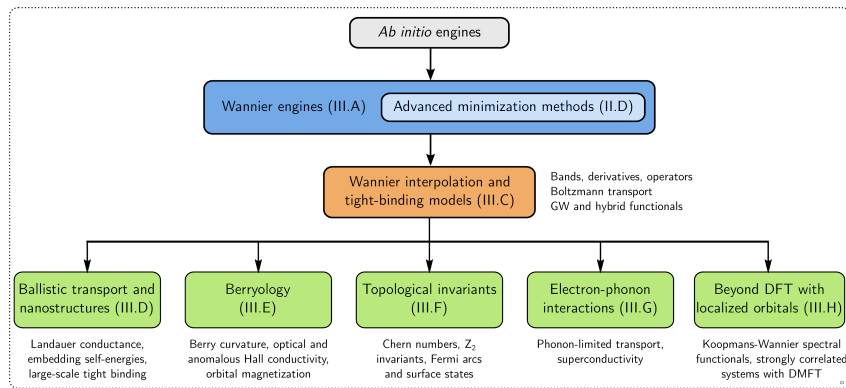 Ab initio engines
Wannier engines (III.A)
Advanced minimization methods (II.D)
Wannier interpolation and
tight-binding models (III.C)
Bands, derivatives, operators
Boltzmann transport
GW and hybrid functionals
Ballistic transport and
nanostructures (III.D)
Berryology
(III.E)
Topological invariants
(III.F)
Electron-phonon
interactions (III.G)
Beyond DFT with
localized orbitals (III.H)
Landauer conductance,
embedding self-energies,
large-scale tight binding
Berry curvature, optical and
anomalous Hall conductivity,
orbital magnetization
Chern numbers, Z₂
invariants, Fermi arcs
and surface states
Phonon-limited transport,
superconductivity
Koopmans-Wannier spectral
functionals, strongly correlated
systems with DMFT